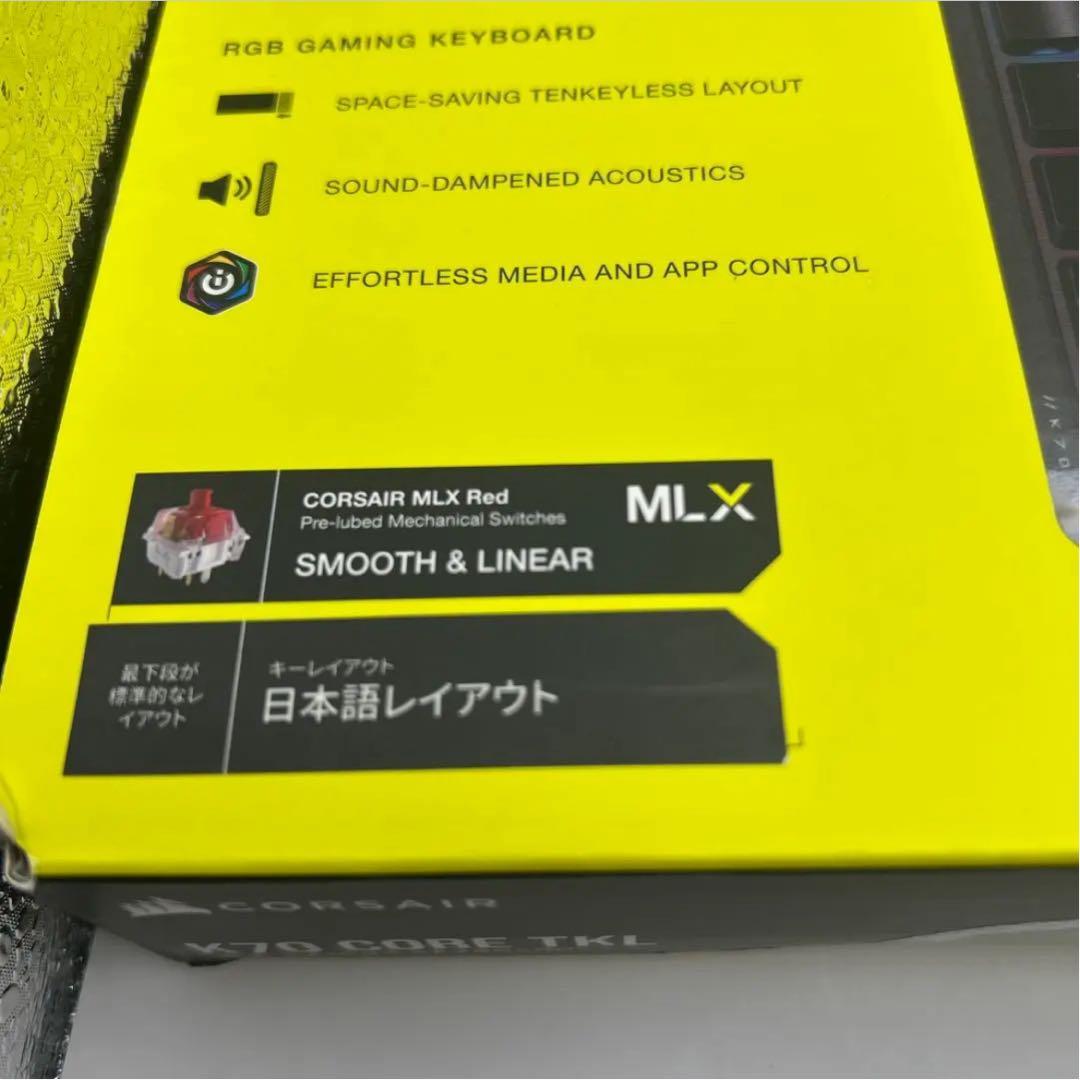 RGB GAMING KEYBOARD
SPACE-SAVING TENKEYLESS LAYOUT
SOUND-DAMPENED ACOUSTICS
EFFORTLESS MEDIA AND APP CONTROL
CORSAIR MLX Red
Pre-lubed Mechanical Switches
SMOOTH & LINEAR
MLX
最下段が
標準的なレ
イアウト
キーレイアウト
日本語レイアウト
K70
CORSAIR
K70 CORE TKL